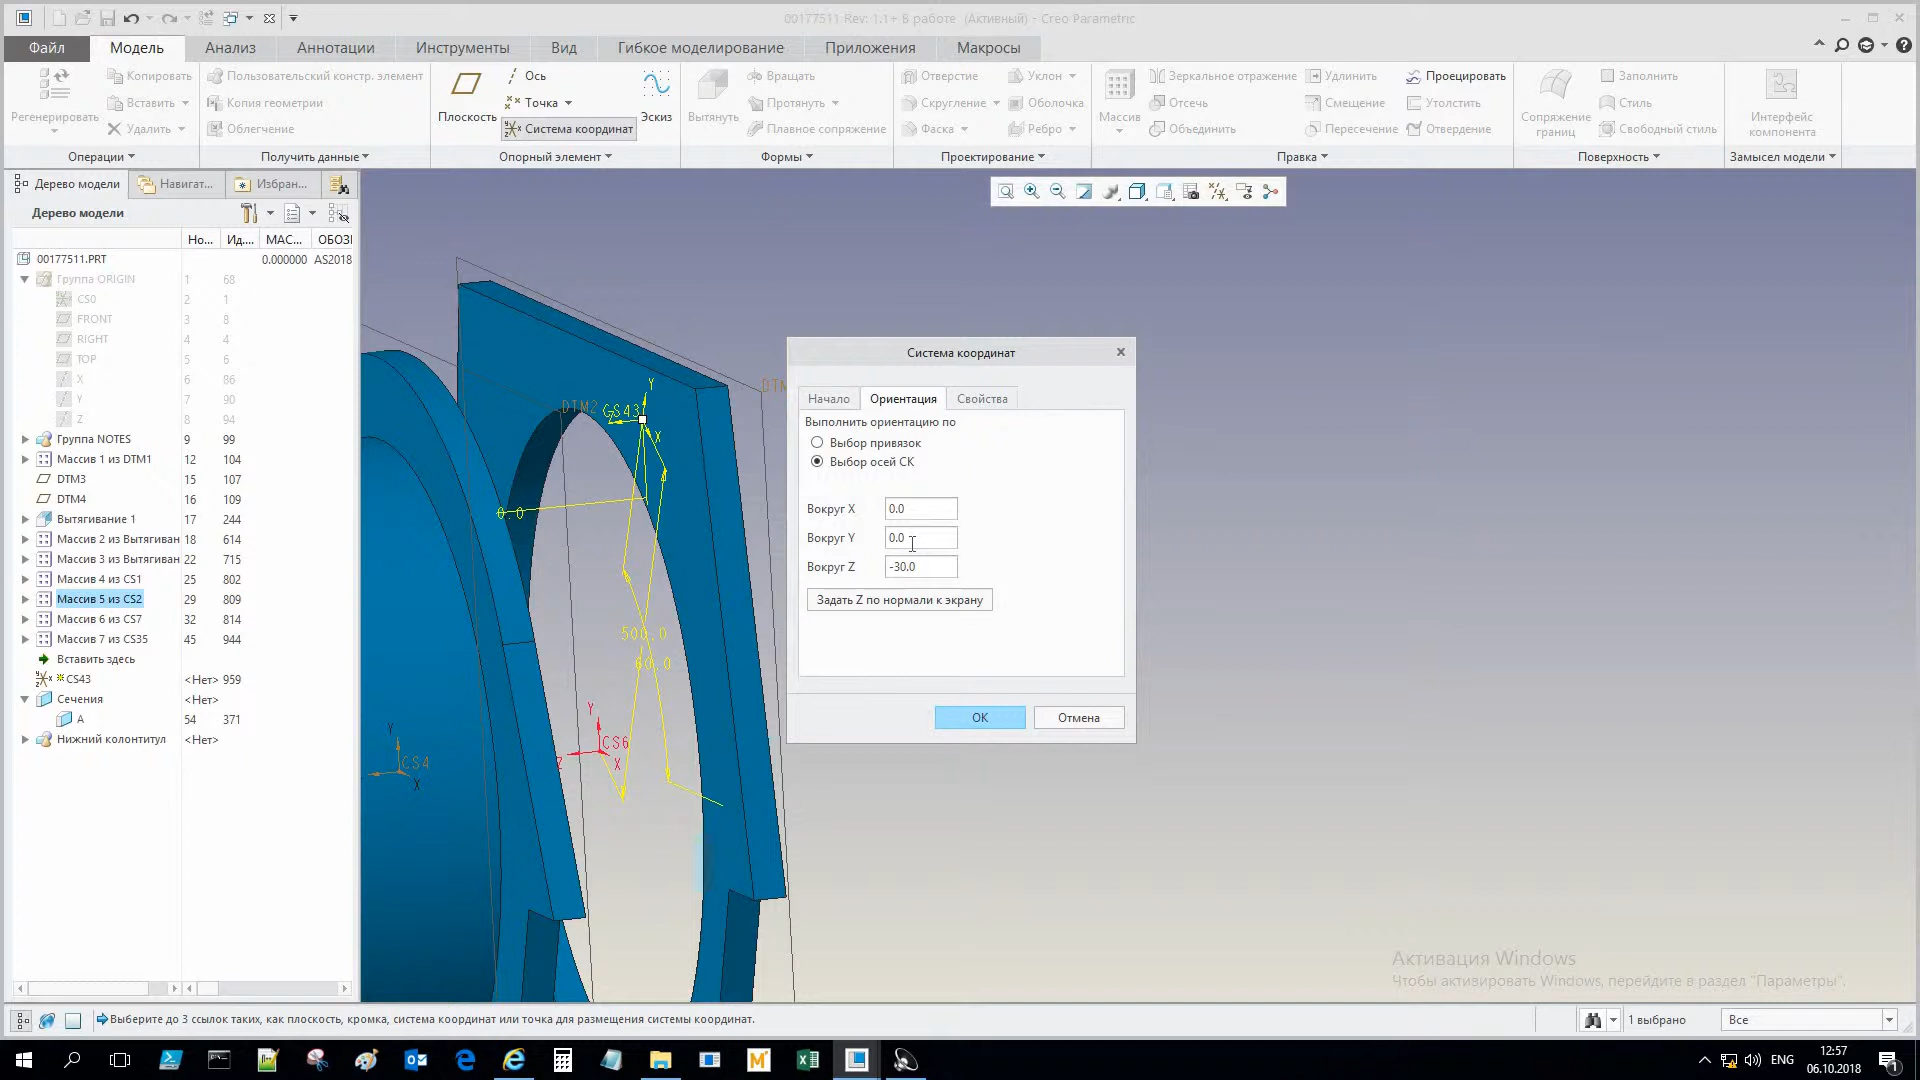 00177511 Rev: 1.1+ В работе (Активный) - Creo Parametric
Файл Модель Анализ Аннотации Инструменты Вид Гибкое моделирование Приложения Макросы
Регенерировать
Копировать
Вставить
Удалить
Пользовательский констр. элемент
Копия геометрии
Облегчение
Плоскость
Ось
Точка
Система координат
Эскиз
Вытянуть
Вращать
Протянуть
Плавное сопряжение
Отверстие
Скругление
Фаска
Уклон
Оболочка
Ребро
Массив
Зеркальное отражение
Отсечь
Объединить
Удлинить
Смещение
Пересечение
Проецировать
Утолстить
Отвердение
Сопряжение границ
Заполнить
Стиль
Свободный стиль
Интерфейс компонента
Операции Получить данные Опорный элемент Формы Проектирование Правка Поверхность Замысел модели
Дерево модели Навигат... Избран...
Дерево модели
Но... Ид.... МАС... ОБОЗ
00177511.PRT 0.000000 AS2018
Группа ORIGIN 1 68
CS0 2 1
FRONT 3 8
RIGHT 4 4
TOP 5 6
X 6 86
Y 7 90
Z 8 94
Группа NOTES 9 99
Массив 1 из DTM1 12 104
DTM3 15 107
DTM4 16 109
Вытягивание 1 17 244
Массив 2 из Вытягиван 18 614
Массив 3 из Вытягиван 22 715
Массив 4 из CS1 25 802
Массив 5 из CS2 29 809
Массив 6 из CS7 32 814
Массив 7 из CS35 45 944
Вставить здесь
CS43 <Нет> 959
Сечения <Нет>
A 54 371
Нижний колонтитул <Нет>
DTM
Y
DTM2
CS43
Z
X
0.0
500.0
60.0
Y
CS6
Z
X
Y
CS4
X
Система координат
Начало Ориентация Свойства
Выполнить ориентацию по
Выбор привязок
Выбор осей СК
Вокруг X 0.0
Вокруг Y 0.0
Вокруг Z -30.0
Задать Z по нормали к экрану
ОК Отмена
Активация Windows
Чтобы активировать Windows, перейдите в раздел "Параметры".
Выберите до 3 ссылок таких, как плоскость, кромка, система координат или точка для размещения системы координат.
1 выбрано
Все
ENG
12:57
06.10.2018
1